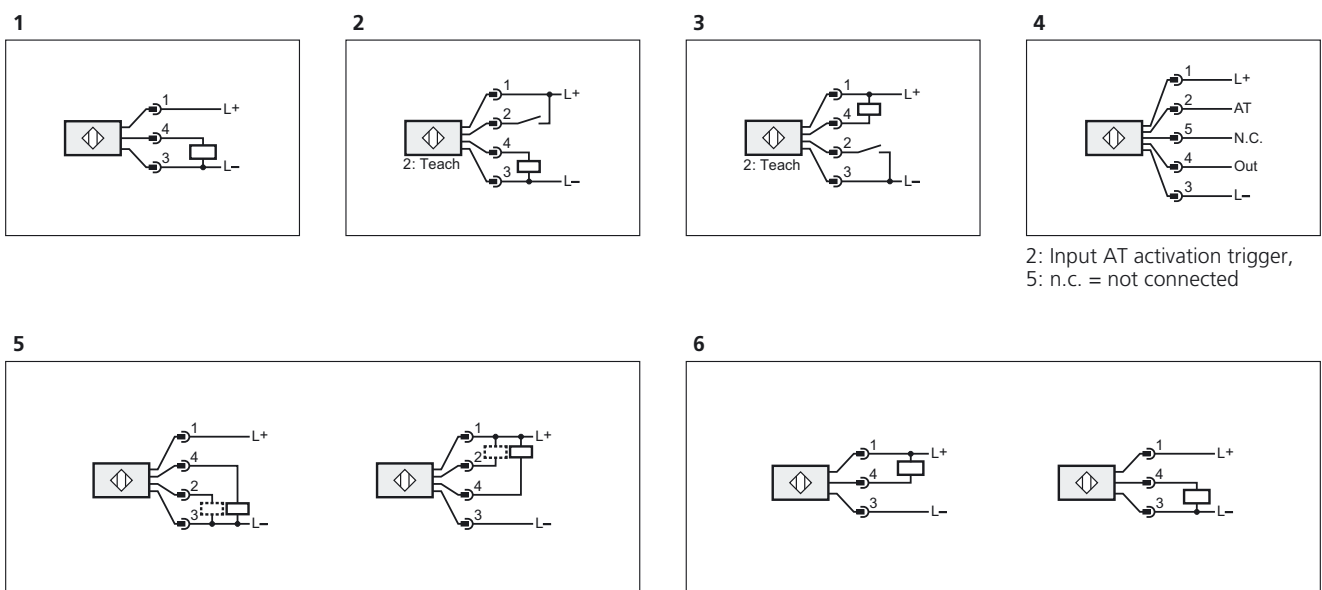 1
1
L+
4
3
L–
2
1
L+
2
4
2: Teach
3
L–
3
1
L+
4
2
2: Teach
3
L–
4
1
L+
2
AT
5
N.C.
4
Out
3
L–
2: Input AT activation trigger,
5: n.c. = not connected
5
1
L+
4
2
3
L–
1
L+
2
4
3
L–
6
1
L+
4
3
L–
1
L+
4
3
L–